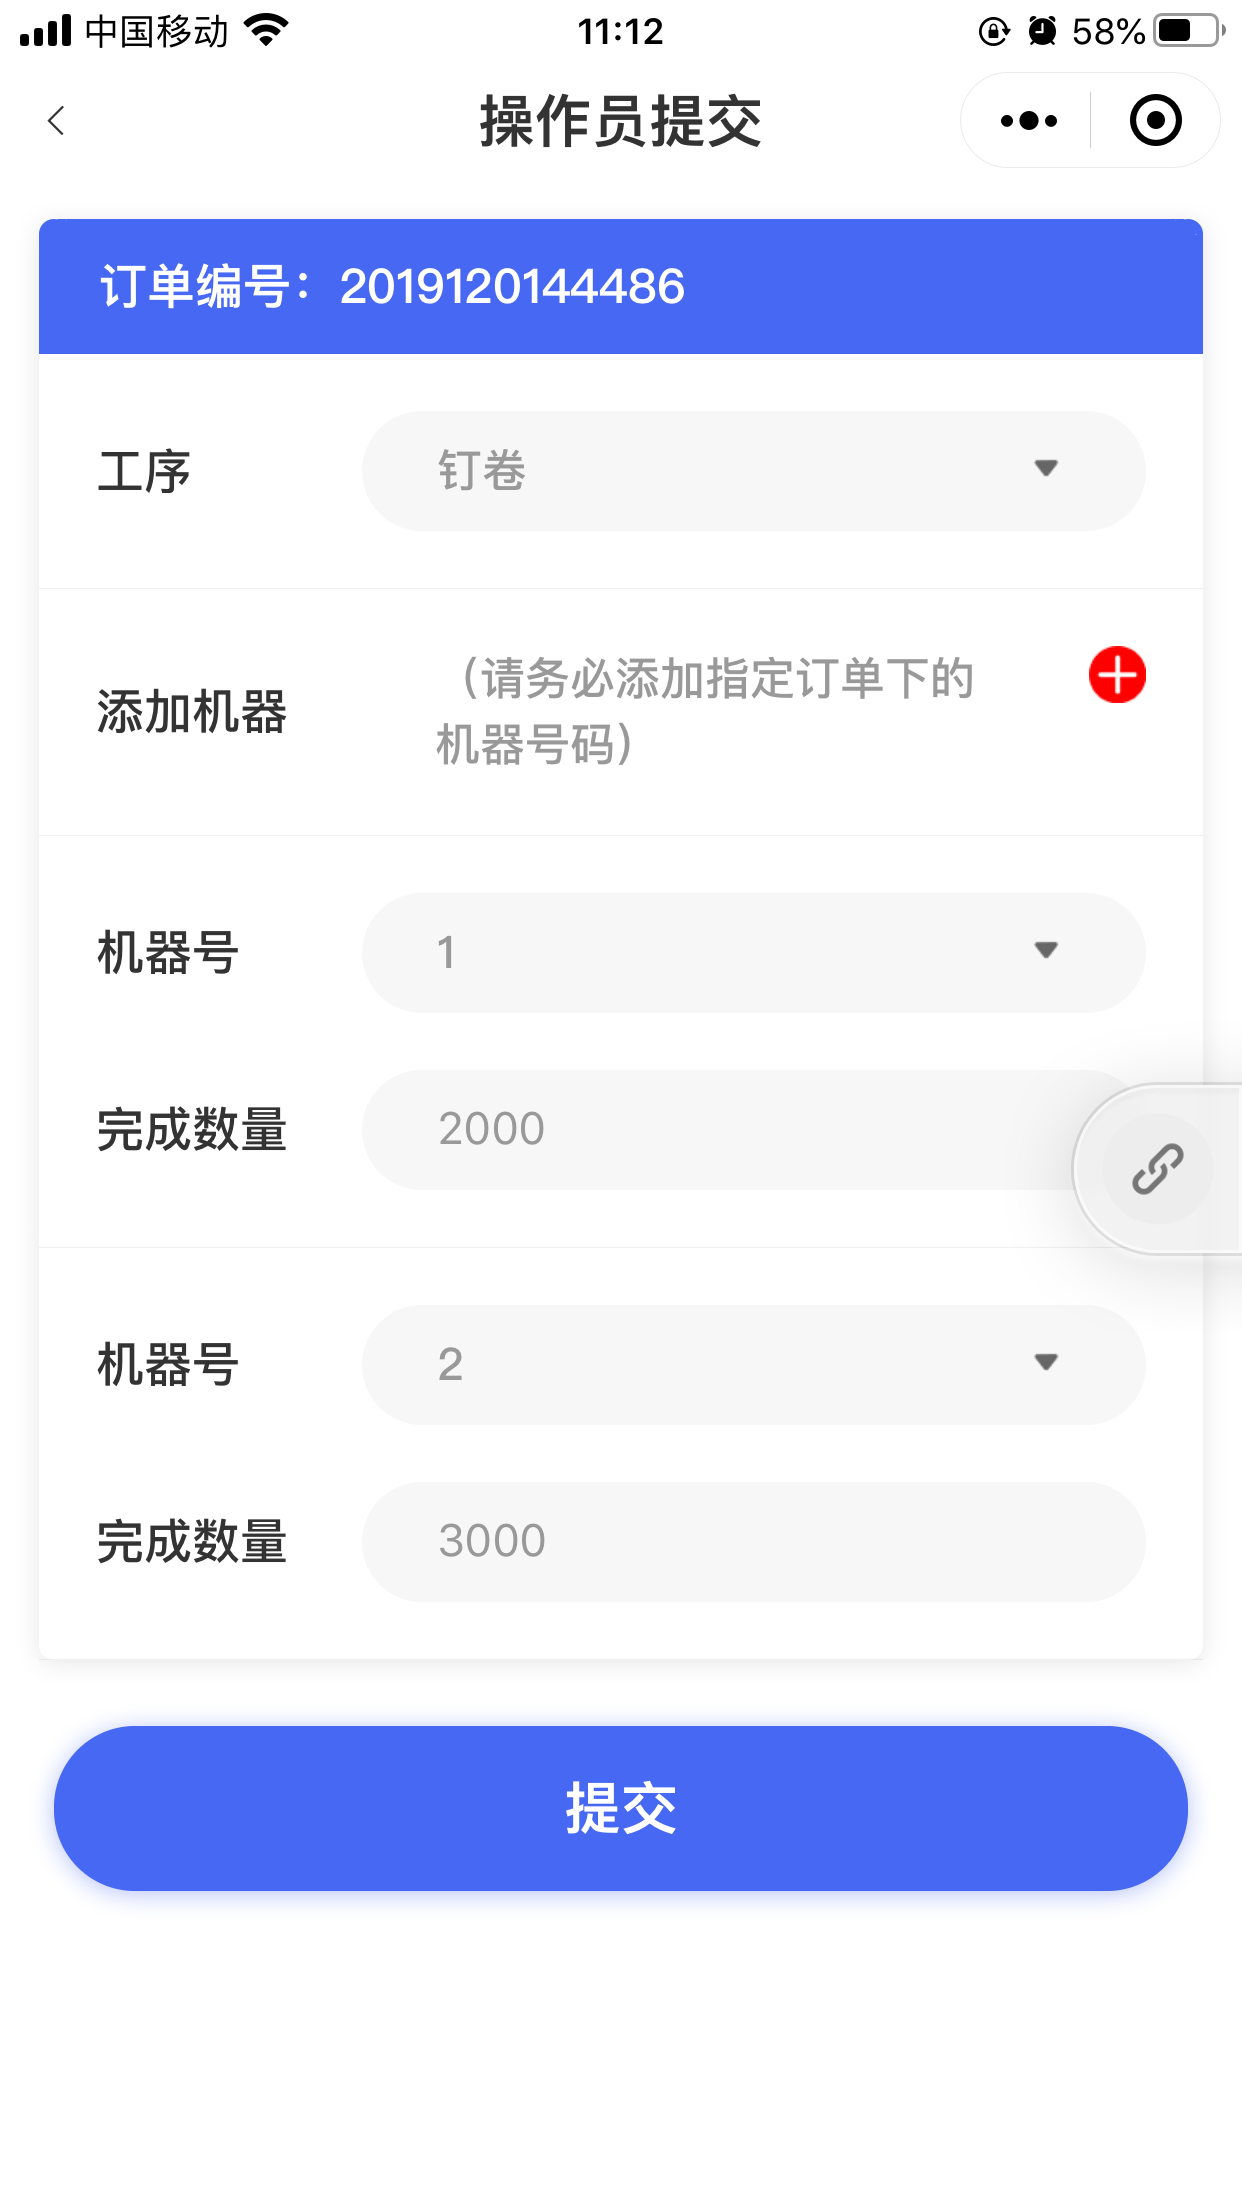 中国移动 11:12 58%
操作员提交
订单编号：2019120144486
工序 钉卷
添加机器 （请务必添加指定订单下的
机器号码）
机器号 1
完成数量 2000
机器号 2
完成数量 3000
提交